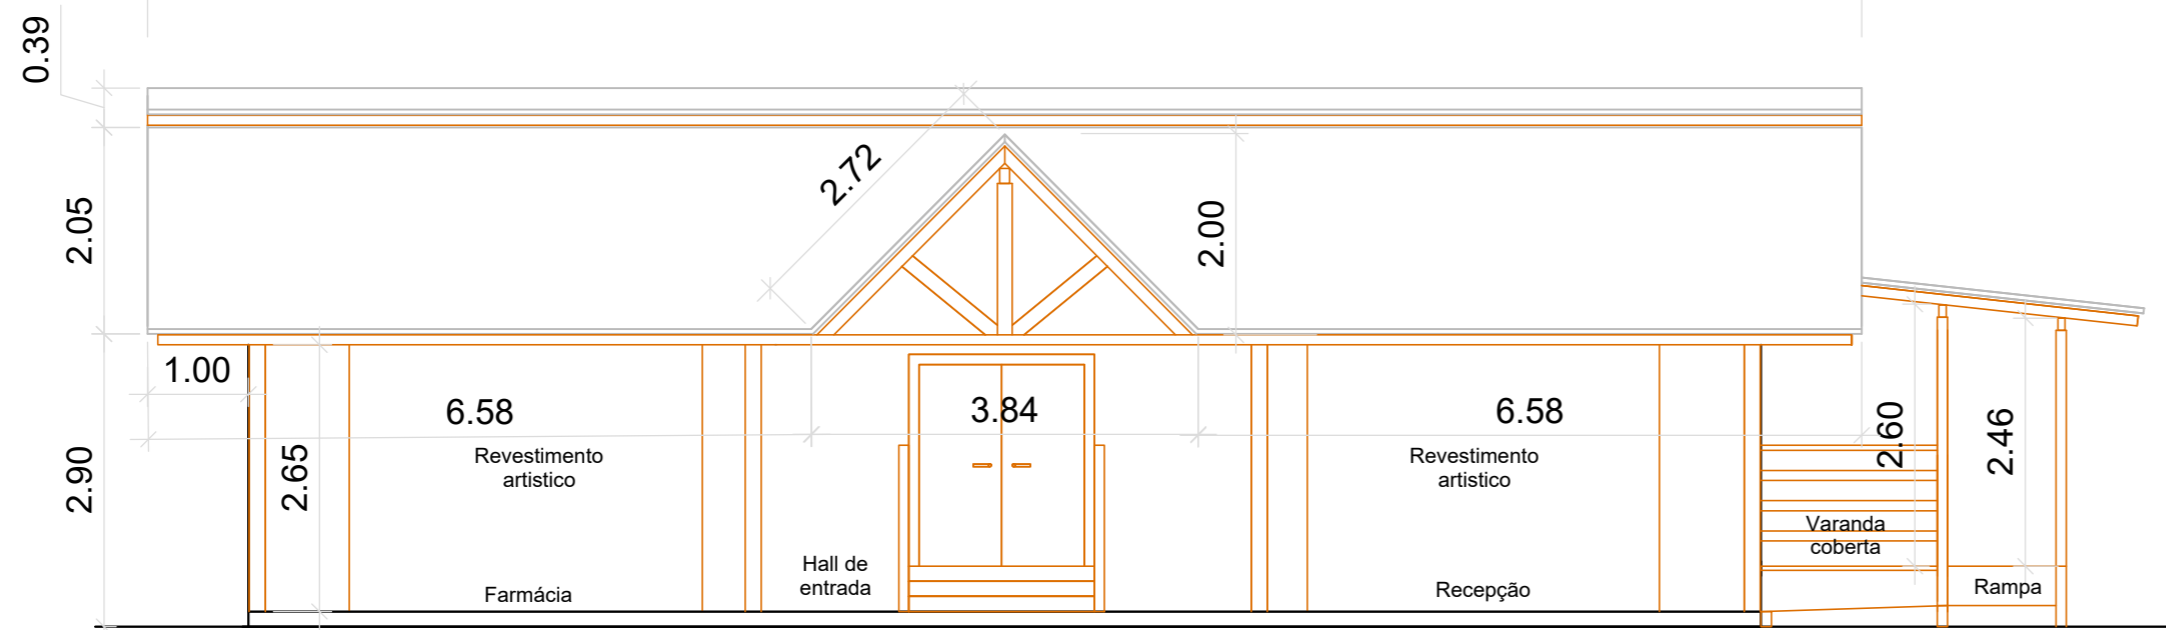 0.39
2.72
2.05
2.00
1.00
6.58
3.84
6.58
2.90
2.65
2.60
2.46
Revestimento
artistico
Revestimento
artistico
Varanda
coberta
Hall de
entrada
Farmácia
Recepção
Rampa